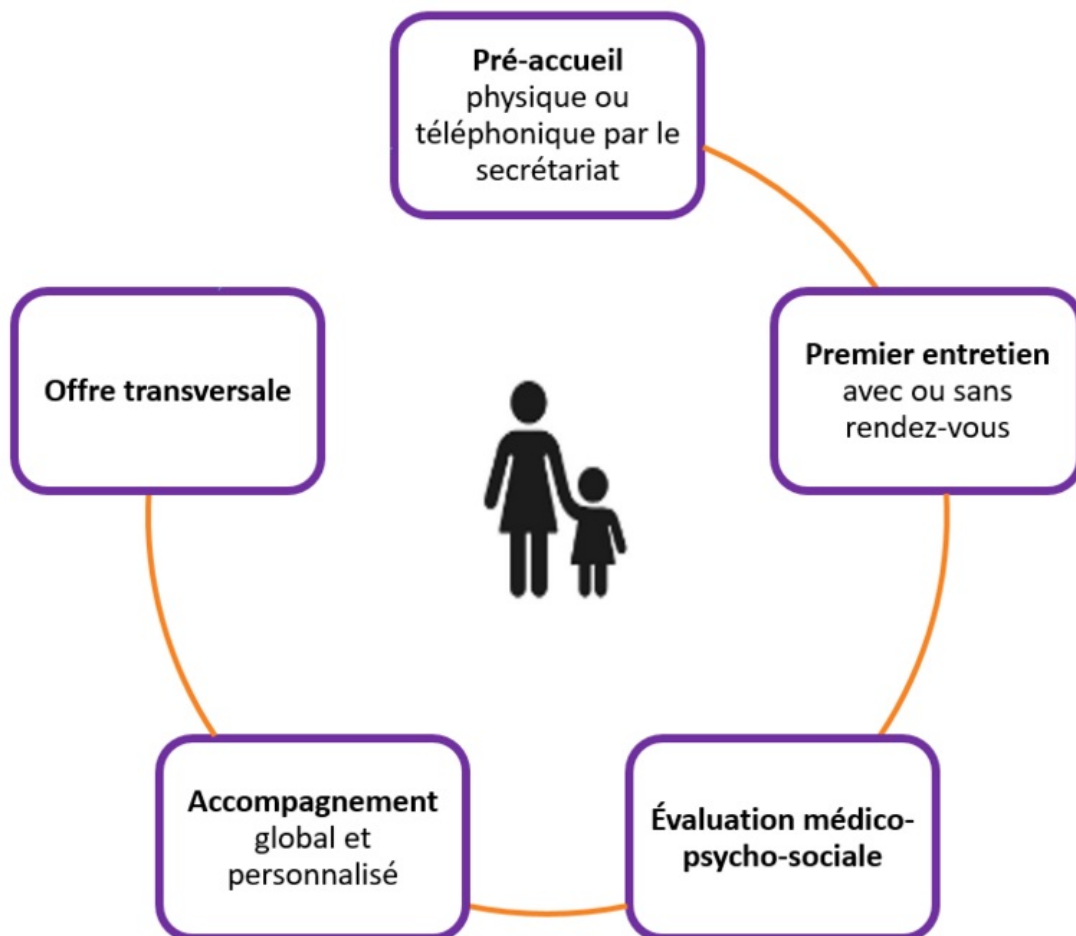 Pré-accueil
physique ou
téléphonique par le
secrétariat
Premier entretien
avec ou sans
rendez-vous
Évaluation médico-
psycho-sociale
Accompagnement
global et
personnalisé
Offre transversale